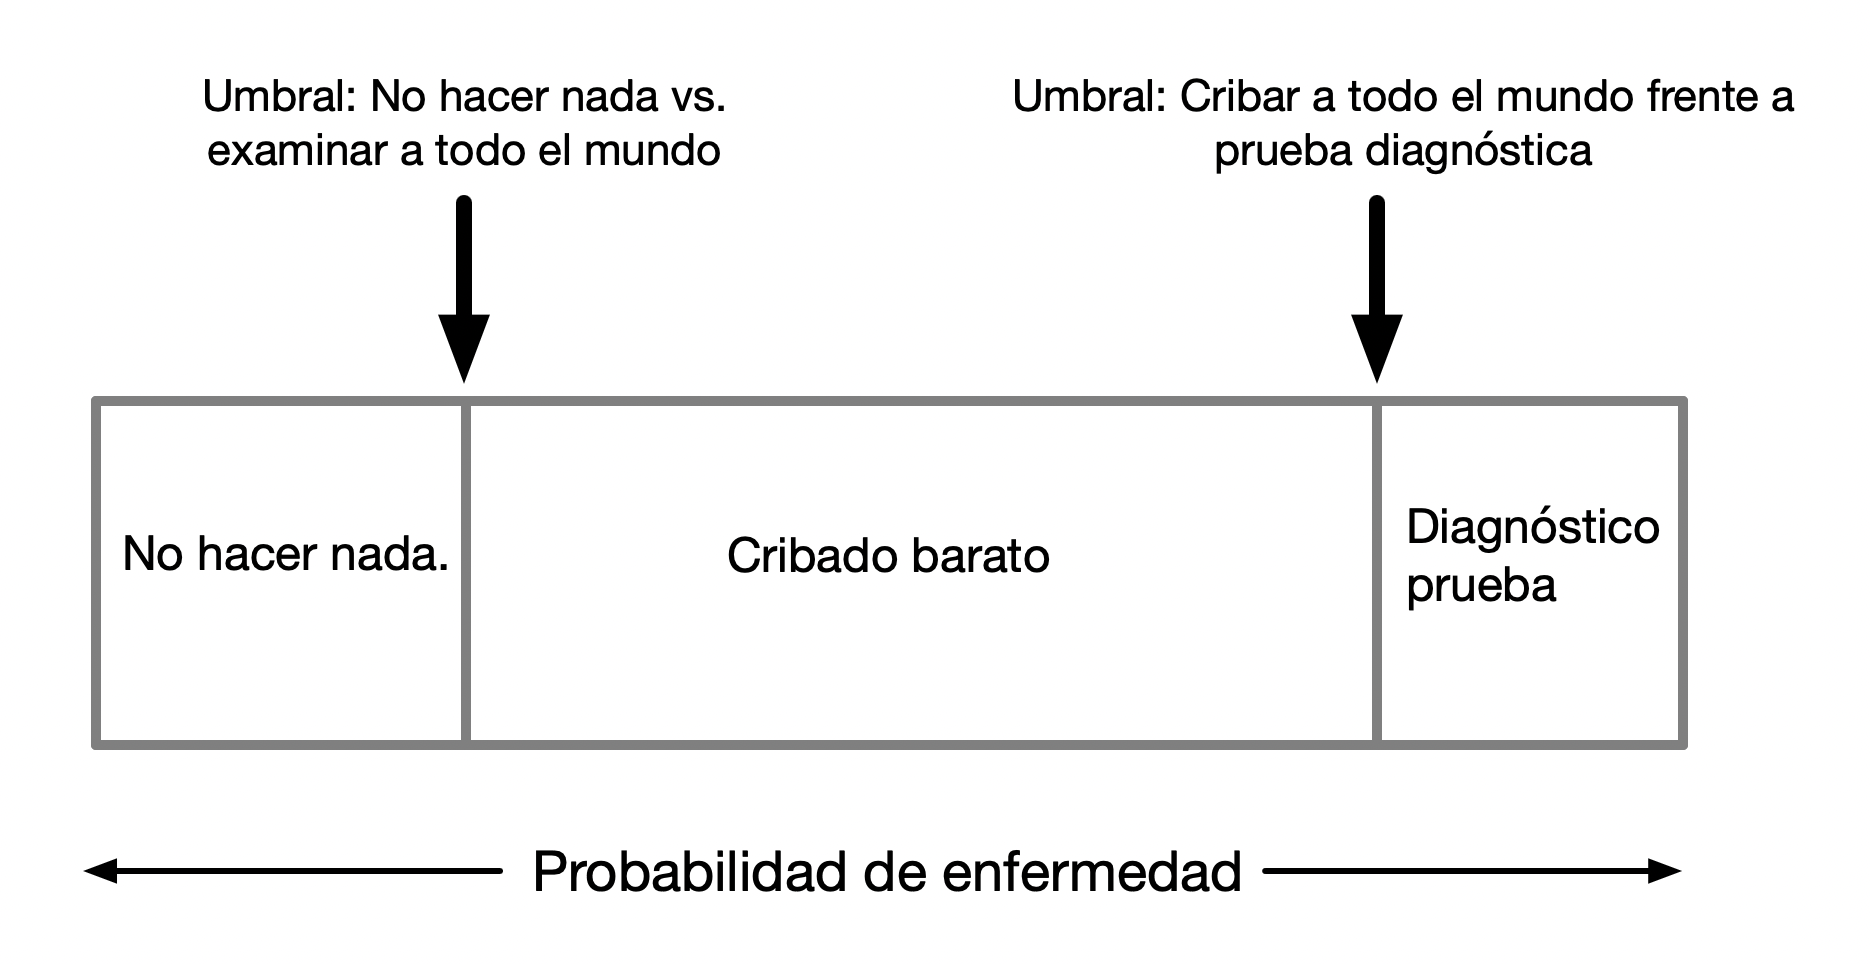 Umbral: No hacer nada vs.
examinar a todo el mundo
Umbral: Cribar a todo el mundo frente a
prueba diagnóstica
No hacer nada.
Cribado barato
Diagnóstico
prueba
Probabilidad de enfermedad